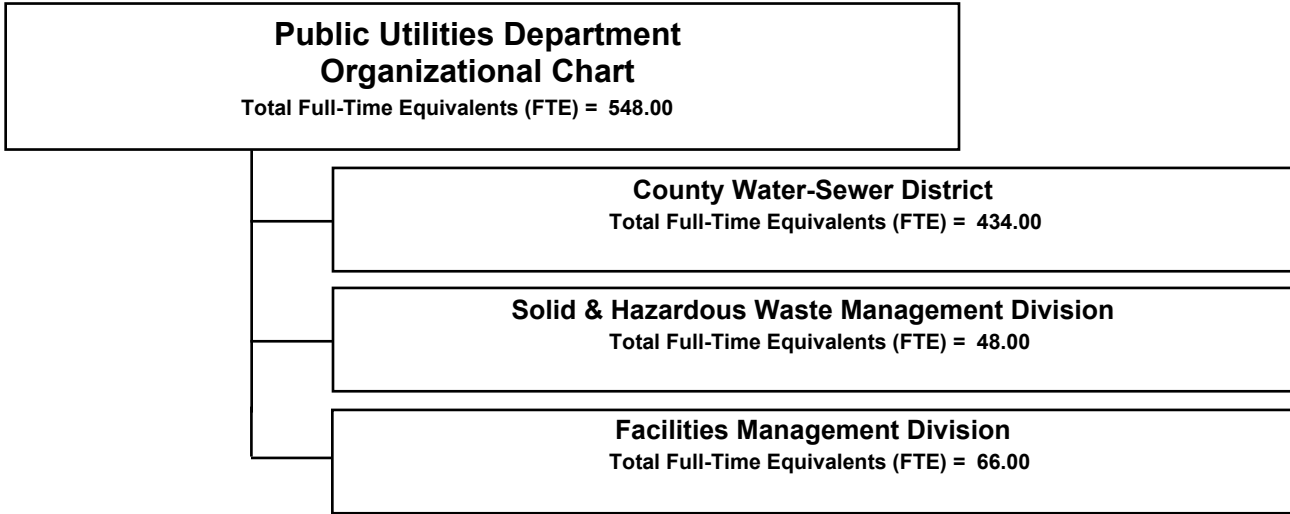 Public Utilities Department
Organizational Chart
Total Full-Time Equivalents (FTE) = 548.00
County Water-Sewer District
Total Full-Time Equivalents (FTE) = 434.00
Solid & Hazardous Waste Management Division
Total Full-Time Equivalents (FTE) = 48.00
Facilities Management Division
Total Full-Time Equivalents (FTE) = 66.00